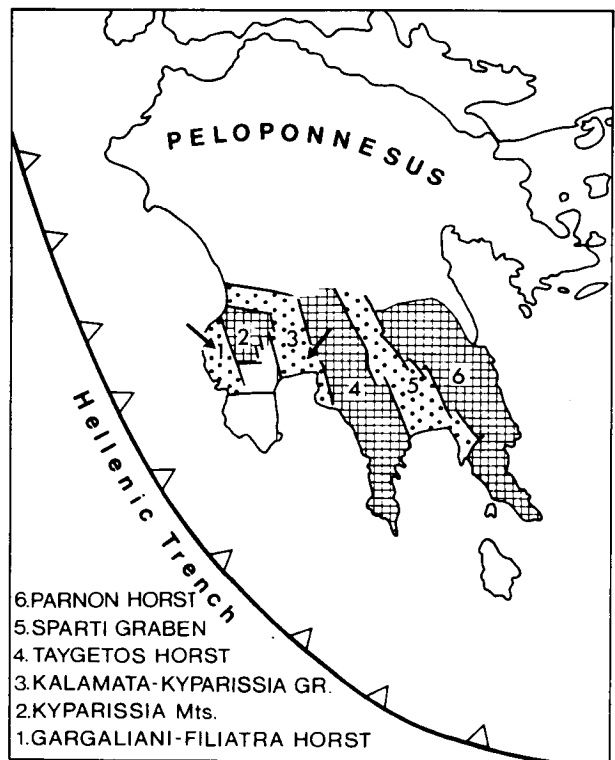 PELOPONNESUS
1
2
3
4
5
6
Hellenic Trench
6.PARNON HORST
5.SPARTI GRABEN
4.TAYGETOS HORST
3.KALAMATA-KYPARISSIA GR.
2.KYPARISSIA Mts.
1.GARGALIANI-FILIATRA HORST